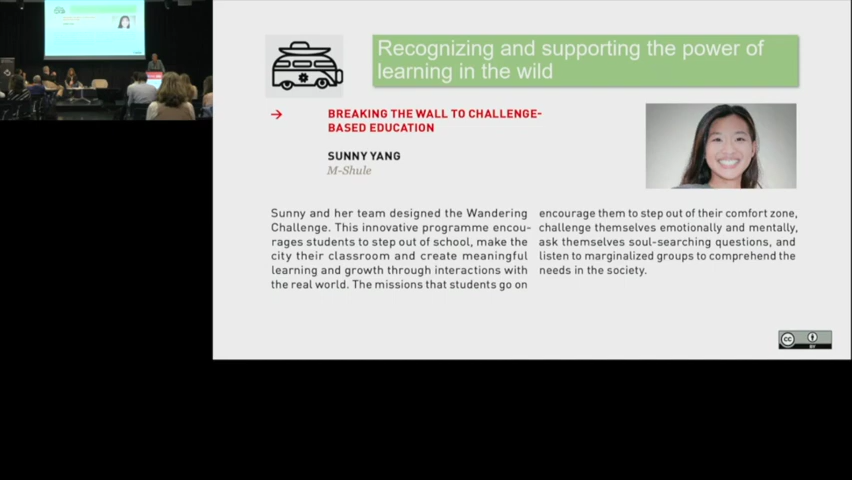 Recognizing and supporting the power of
learning in the wild
→ BREAKING THE WALL TO CHALLENGE-
BASED EDUCATION
SUNNY YANG
M-Shule
Sunny and her team designed the Wandering
Challenge. This innovative programme encou-
rages students to step out of school, make the
city their classroom and create meaningful
learning and growth through interactions with
the real world. The missions that students go on
encourage them to step out of their comfort zone,
challenge themselves emotionally and mentally,
ask themselves soul-searching questions, and
listen to marginalized groups to comprehend the
needs in the society.
cc
BY